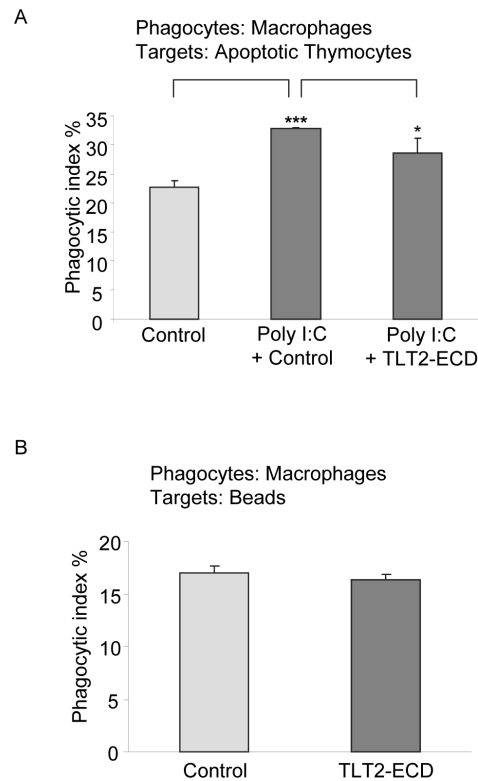 A
Phagocytes: Macrophages
Targets: Apoptotic Thymocytes
***
*
Phagocytic index %
35
30
25
20
15
10
5
0
Control
Poly I:C
+ Control
Poly I:C
+ TLT2-ECD
B
Phagocytes: Macrophages
Targets: Beads
Phagocytic index %
20
15
10
5
0
Control
TLT2-ECD